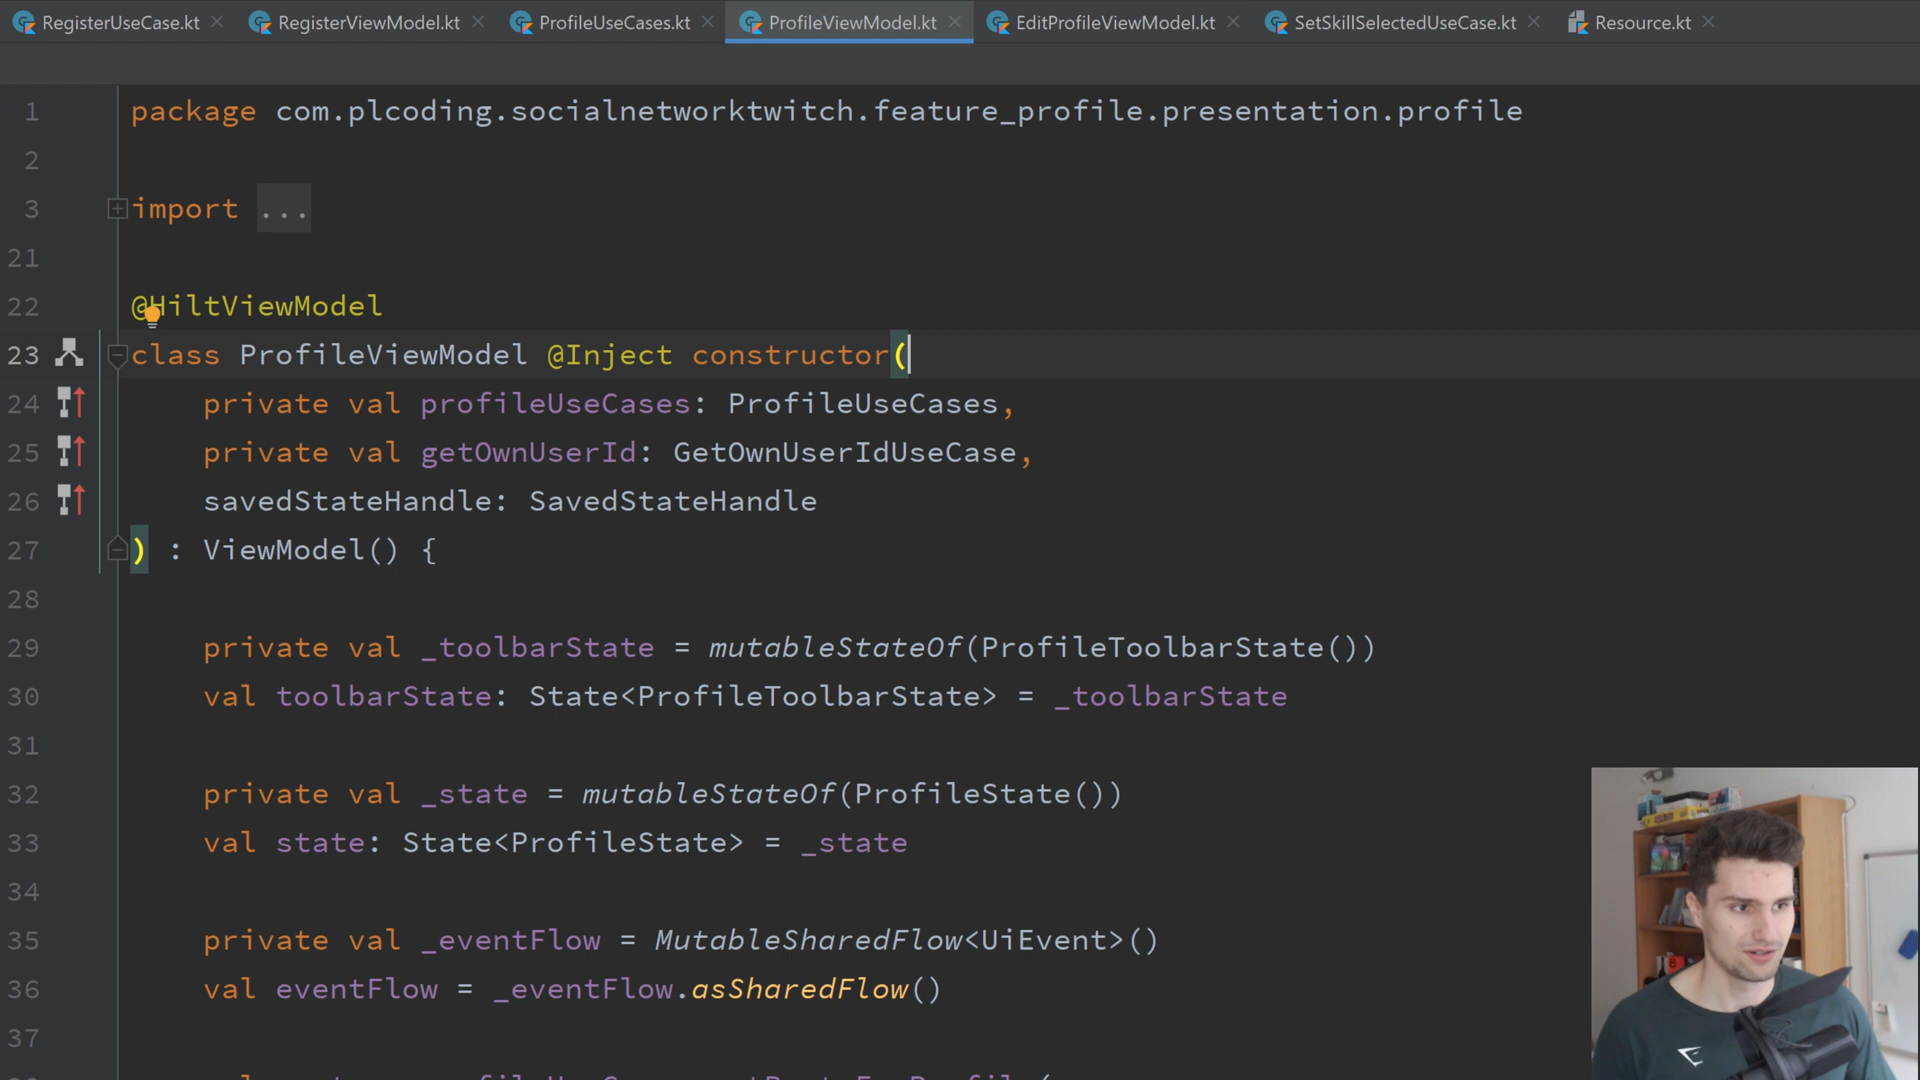 RegisterUseCase.kt RegisterViewModel.kt ProfileUseCases.kt ProfileViewModel.kt EditProfileViewModel.kt SetSkillSelectedUseCase.kt Resource.kt
1 package com.plcoding.socialnetworktwitch.feature_profile.presentation.profile
2
3 import ...
21
22 @HiltViewModel
23 class ProfileViewModel @Inject constructor(
24 private val profileUseCases: ProfileUseCases,
25 private val getOwnUserId: GetOwnUserIdUseCase,
26 savedStateHandle: SavedStateHandle
27 ) : ViewModel() {
28
29 private val _toolbarState = mutableStateOf(ProfileToolbarState())
30 val toolbarState: State<ProfileToolbarState> = _toolbarState
31
32 private val _state = mutableStateOf(ProfileState())
33 val state: State<ProfileState> = _state
34
35 private val _eventFlow = MutableSharedFlow<UiEvent>()
36 val eventFlow = _eventFlow.asSharedFlow()
37